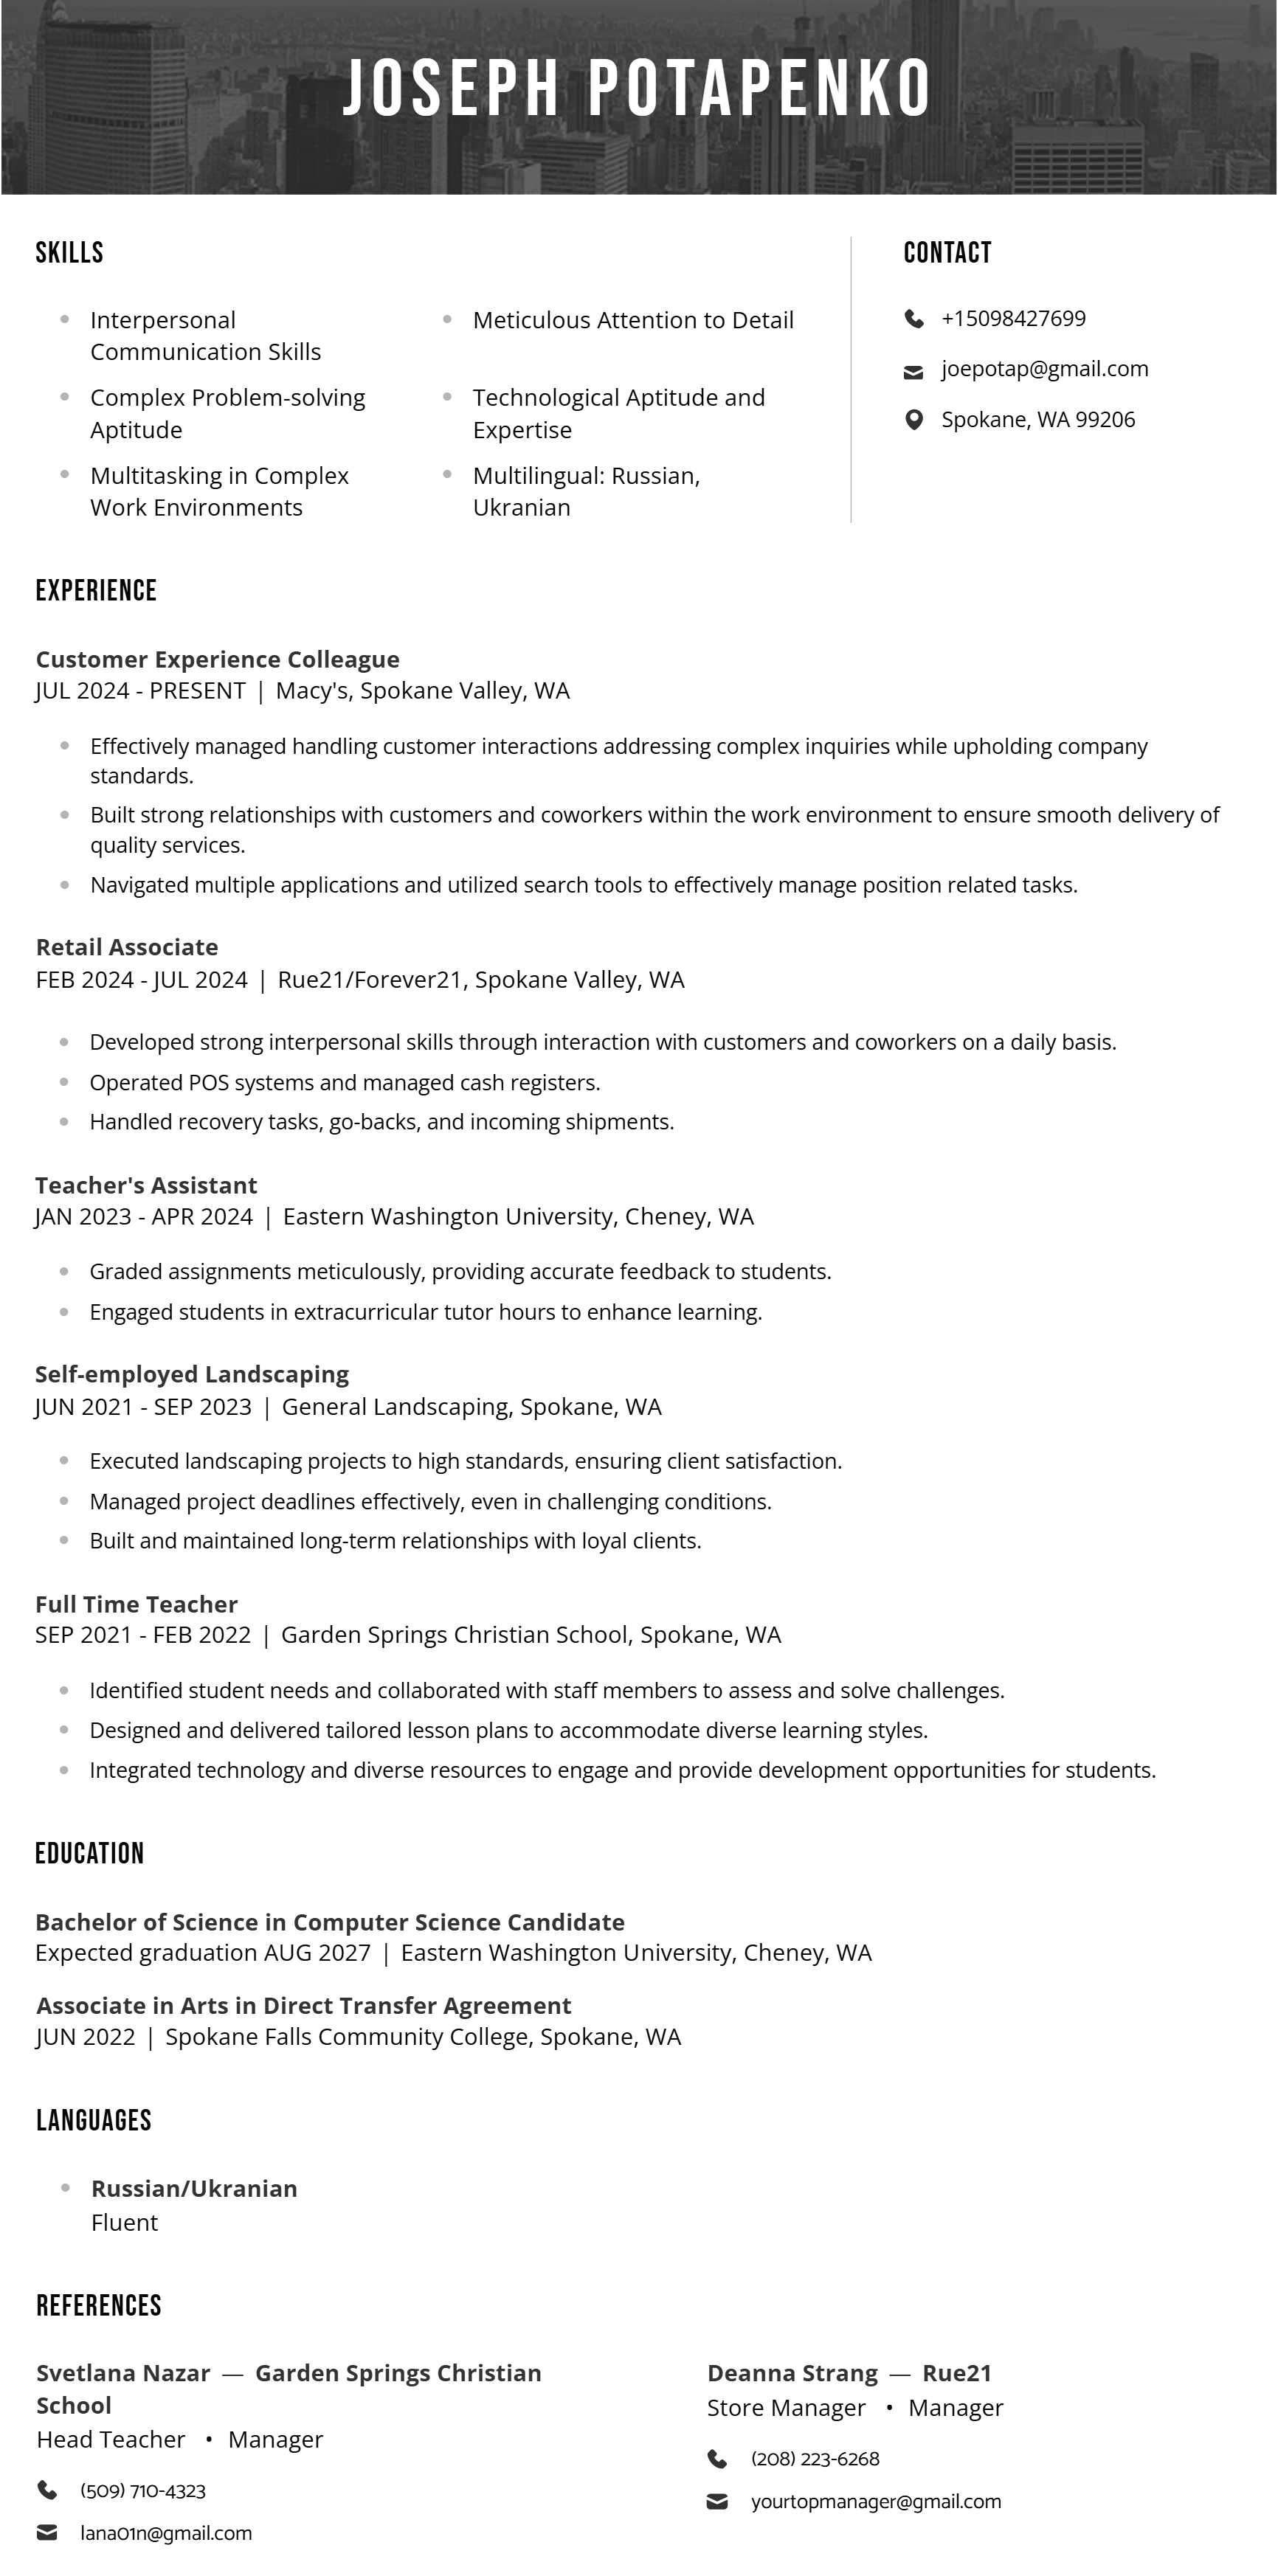 JOSEPH POTAPENKO
SKILLS
Interpersonal
Communication Skills
Complex Problem-solving
Aptitude
Multitasking in Complex
Work Environments
Meticulous Attention to Detail
Technological Aptitude and
Expertise
Multilingual: Russian,
Ukranian
CONTACT
+15098427699
joepotap@gmail.com
Spokane, WA 99206
EXPERIENCE
Customer Experience Colleague
JUL 2024 - PRESENT | Macy's, Spokane Valley, WA
Effectively managed handling customer interactions addressing complex inquiries while upholding company
standards.
Built strong relationships with customers and coworkers within the work environment to ensure smooth delivery of
quality services.
Navigated multiple applications and utilized search tools to effectively manage position related tasks.
Retail Associate
FEB 2024 - JUL 2024 | Rue21/Forever21, Spokane Valley, WA
Developed strong interpersonal skills through interaction with customers and coworkers on a daily basis.
Operated POS systems and managed cash registers.
Handled recovery tasks, go-backs, and incoming shipments.
Teacher's Assistant
JAN 2023 - APR 2024 | Eastern Washington University, Cheney, WA
Graded assignments meticulously, providing accurate feedback to students.
Engaged students in extracurricular tutor hours to enhance learning.
Self-employed Landscaping
JUN 2021 - SEP 2023 | General Landscaping, Spokane, WA
Executed landscaping projects to high standards, ensuring client satisfaction.
Managed project deadlines effectively, even in challenging conditions.
Built and maintained long-term relationships with loyal clients.
Full Time Teacher
SEP 2021 - FEB 2022 | Garden Springs Christian School, Spokane, WA
Identified student needs and collaborated with staff members to assess and solve challenges.
Designed and delivered tailored lesson plans to accommodate diverse learning styles.
Integrated technology and diverse resources to engage and provide development opportunities for students.
EDUCATION
Bachelor of Science in Computer Science Candidate
Expected graduation AUG 2027 | Eastern Washington University, Cheney, WA
Associate in Arts in Direct Transfer Agreement
JUN 2022 | Spokane Falls Community College, Spokane, WA
LANGUAGES
Russian/Ukranian
Fluent
REFERENCES
Svetlana Nazar — Garden Springs Christian
School
Head Teacher • Manager
(509) 710-4323
lana01n@gmail.com
Deanna Strang — Rue21
Store Manager • Manager
(208) 223-6268
yourtopmanager@gmail.com